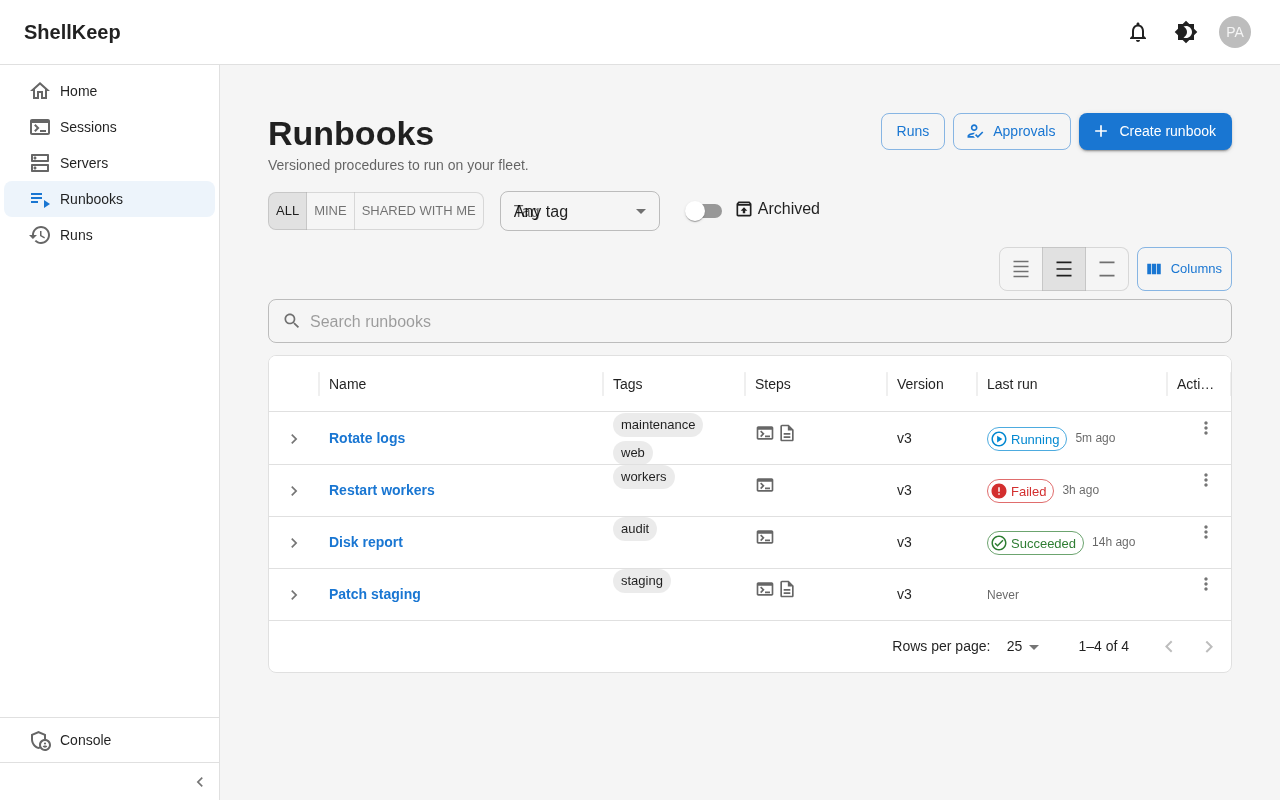 ShellKeep
PA
Home
Sessions
Servers
Runbooks
Runs
Console
Runbooks
Versioned procedures to run on your fleet.
Runs
Approvals
Create runbook
ALL
MINE
SHARED WITH ME
Any tag
Archived
Columns
Search runbooks
Name
Tags
Steps
Version
Last run
Acti…
Rotate logs
maintenance
web
v3
Running
5m ago
Restart workers
workers
v3
Failed
3h ago
Disk report
audit
v3
Succeeded
14h ago
Patch staging
staging
v3
Never
Rows per page:
25
1–4 of 4